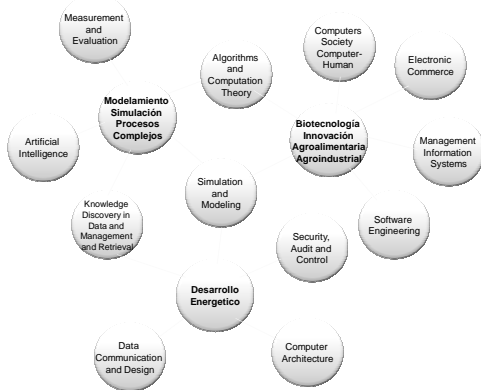 Measurement
and
Evaluation
Computers
Society
Computer-
Human
Algorithms
and
Computation
Theory
Electronic
Commerce
Modelamiento
Simulación
Procesos
Complejos
Biotecnología
Innovación
Agroalimentaria
Agroindustrial
Artificial
Intelligence
Management
Information
Systems
Simulation
and
Modeling
Knowledge
Discovery in
Data and
Management
and Retrieval
Software
Engineering
Security,
Audit and
Control
Desarrollo
Energetico
Data
Communication
and Design
Computer
Architecture